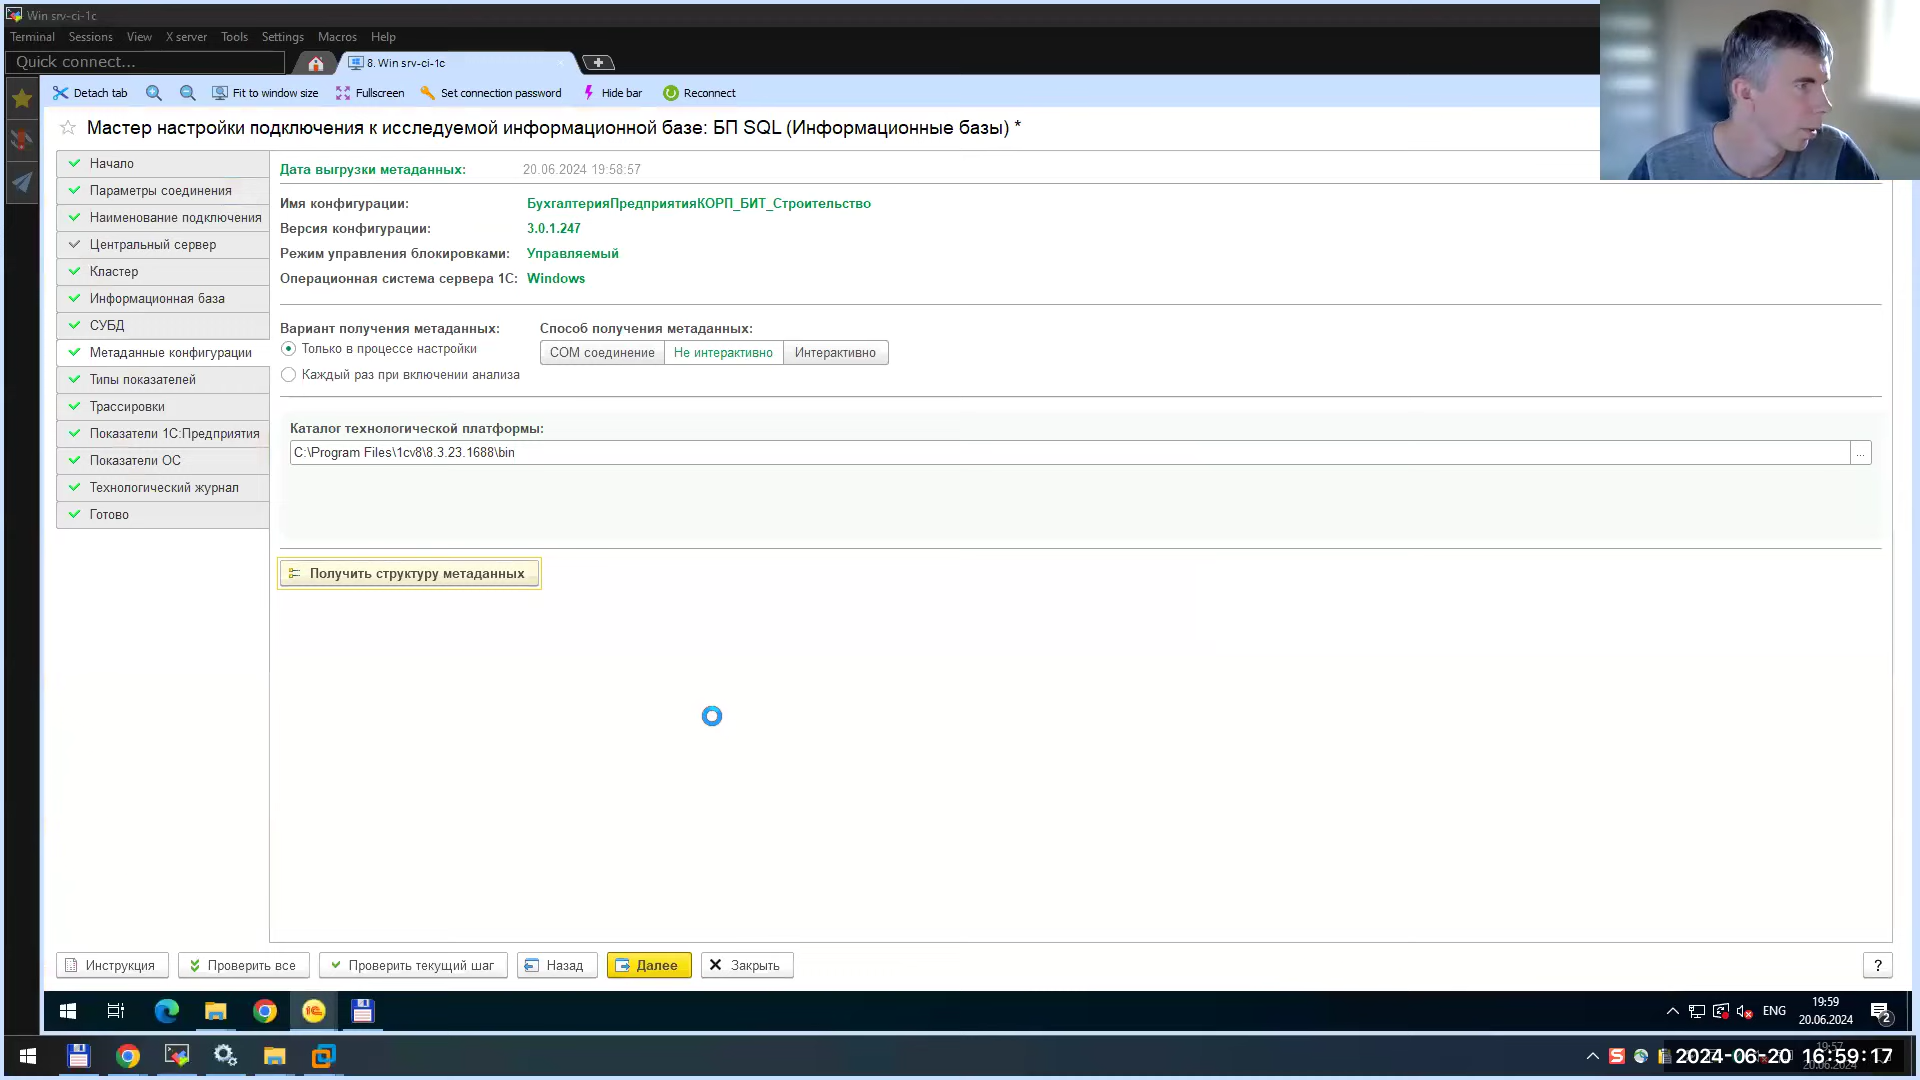 Win srv-ci-1c
Terminal Sessions View X server Tools Settings Macros Help
Quick connect...
8. Win srv-ci-1c
Detach tab Fit to window size Fullscreen Set connection password Hide bar Reconnect
Мастер настройки подключения к исследуемой информационной базе: БП SQL (Информационные базы) *
Начало
Параметры соединения
Наименование подключения
Центральный сервер
Кластер
Информационная база
СУБД
Метаданные конфигурации
Типы показателей
Трассировки
Показатели 1С:Предприятия
Показатели ОС
Технологический журнал
Готово
Дата выгрузки метаданных: 20.06.2024 19:58:57
Имя конфигурации: БухгалтерияПредприятияКОРП_БИТ_Строительство
Версия конфигурации: 3.0.1.247
Режим управления блокировками: Управляемый
Операционная система сервера 1С: Windows
Вариант получения метаданных: Способ получения метаданных:
Только в процессе настройки COM соединение Не интерактивно Интерактивно
Каждый раз при включении анализа
Каталог технологической платформы:
C:\Program Files\1cv8\8.3.23.1688\bin
...
Получить структуру метаданных
Инструкция Проверить все Проверить текущий шаг Назад Далее Закрыть ?
ENG
19:59
20.06.2024
2
19:57
20.06.2024
2024-06-20 16:59:17